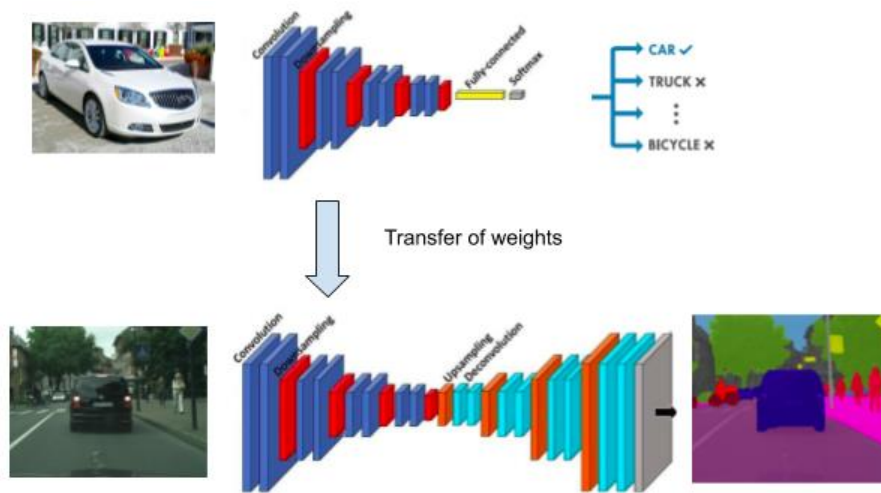 Convolution
Downsampling
Fully-connected
Softmax
CAR ✓
TRUCK ✕
BICYCLE ✕
Transfer of weights
Convolution
Downsampling
Upsampling
Deconvolution